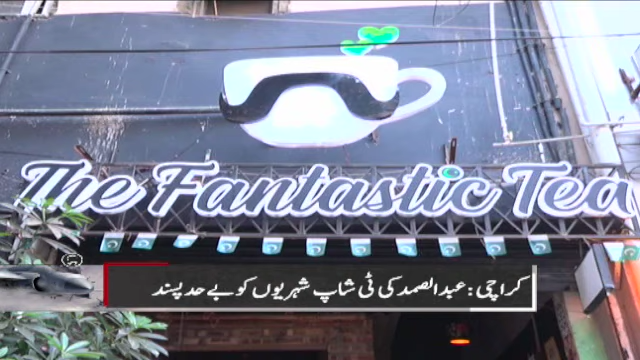 The Fantastic Tea
کراچی : عبدالصمد کی ٹی شاپ شہریوں کو بے حد پسند